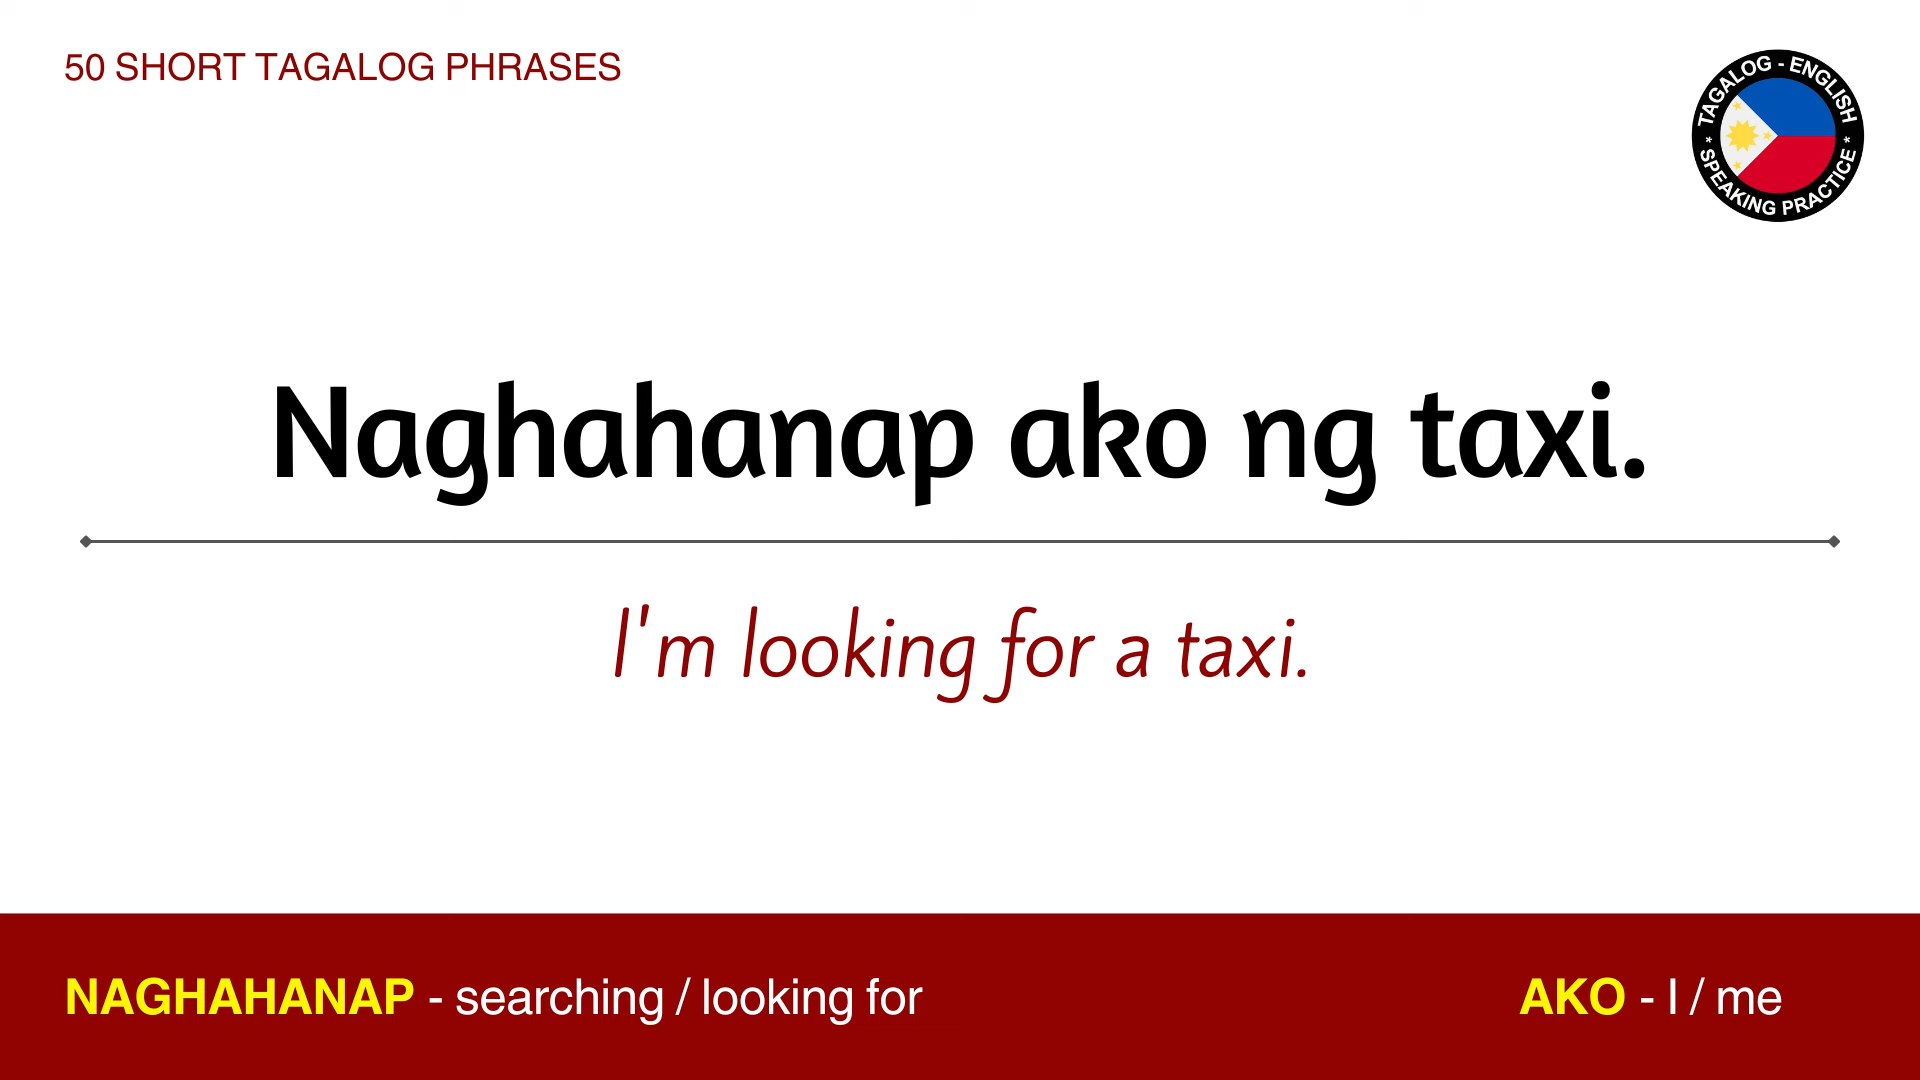 50 SHORT TAGALOG PHRASES
TAGALOG - ENGLISH
* SPEAKING PRACTICE *
Naghahanap ako ng taxi.
I'm looking for a taxi.
NAGHAHANAP - searching / looking for
AKO - I / me